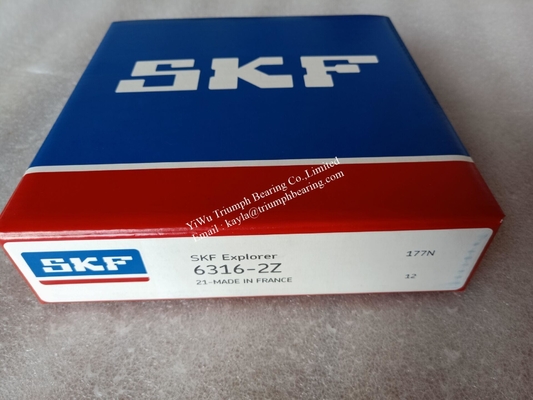 SKF
YiWu Triumph Bearing Co.,Limited
Email : kayla@triumphbearing.com
SKF
SKF Explorer
6316-2Z
21-MADE IN FRANCE
177N
12